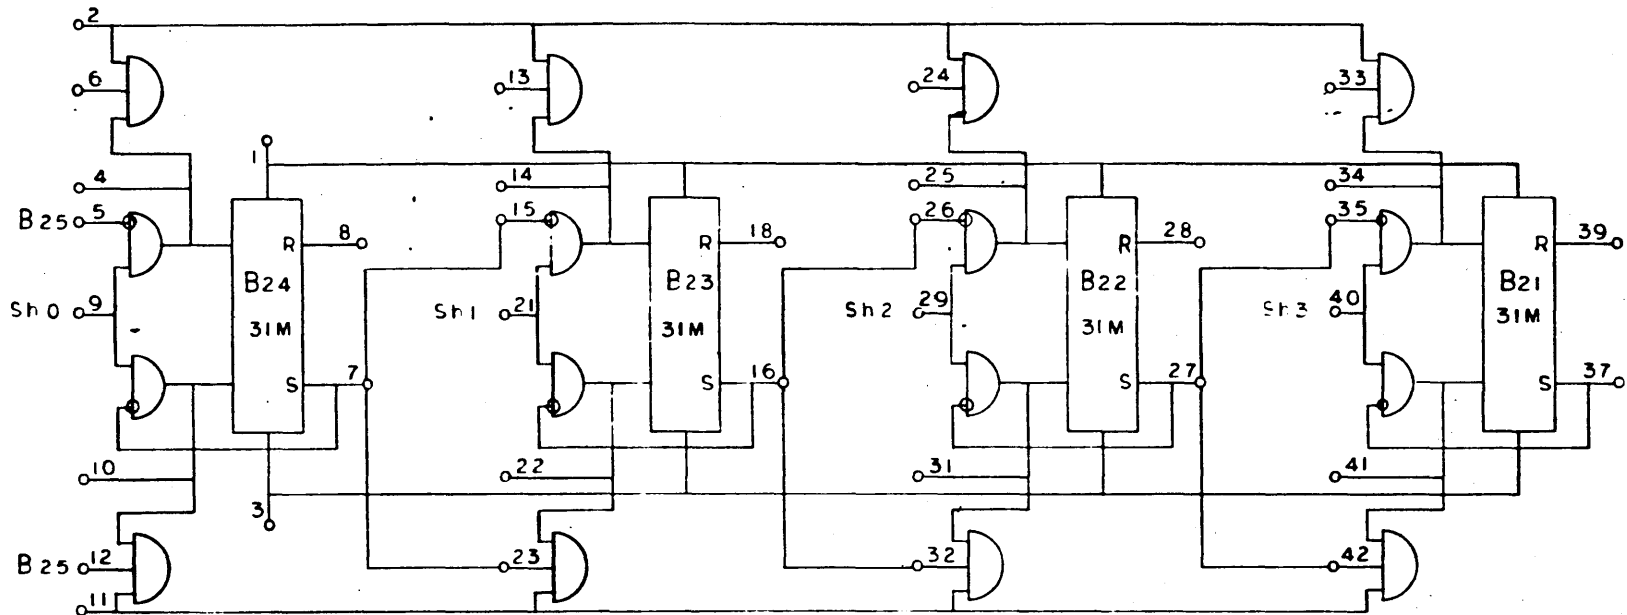 2
6 13 24 33
1
4 14 25 34
B25 5 15 26 35
8 18 28 39
R R R R
B24 B23 B22 B21
Sh0 9 Sh1 21 Sh2 29 Sh3 40
31M 31M 31M 31M
7 16 27 37
S S S S
10 22 31 41
3
B25 12 23 32 42
11